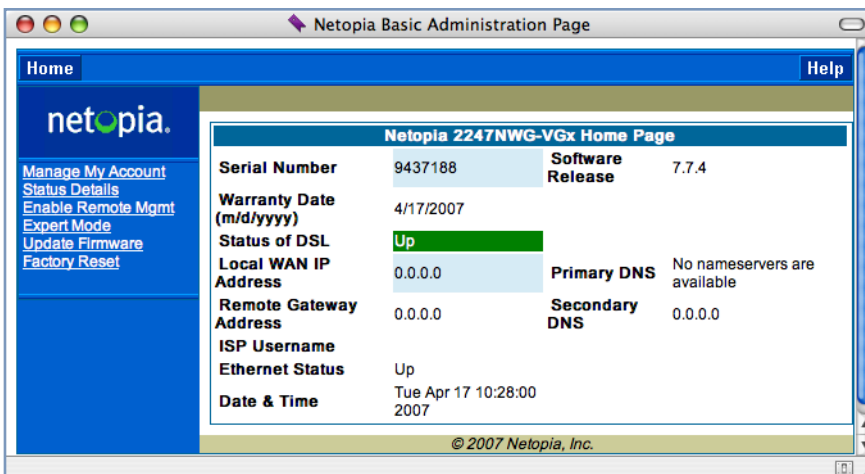 Netopia Basic Administration Page
Home Help
netopia.
Manage My Account
Status Details
Enable Remote Mgmt
Expert Mode
Update Firmware
Factory Reset
Netopia 2247NWG-VGx Home Page
Serial Number 9437188 Software Release 7.7.4
Warranty Date (m/d/yyyy) 4/17/2007
Status of DSL Up
Local WAN IP Address 0.0.0.0 Primary DNS No nameservers are available
Remote Gateway Address 0.0.0.0 Secondary DNS 0.0.0.0
ISP Username
Ethernet Status Up
Date & Time Tue Apr 17 10:28:00 2007
© 2007 Netopia, Inc.